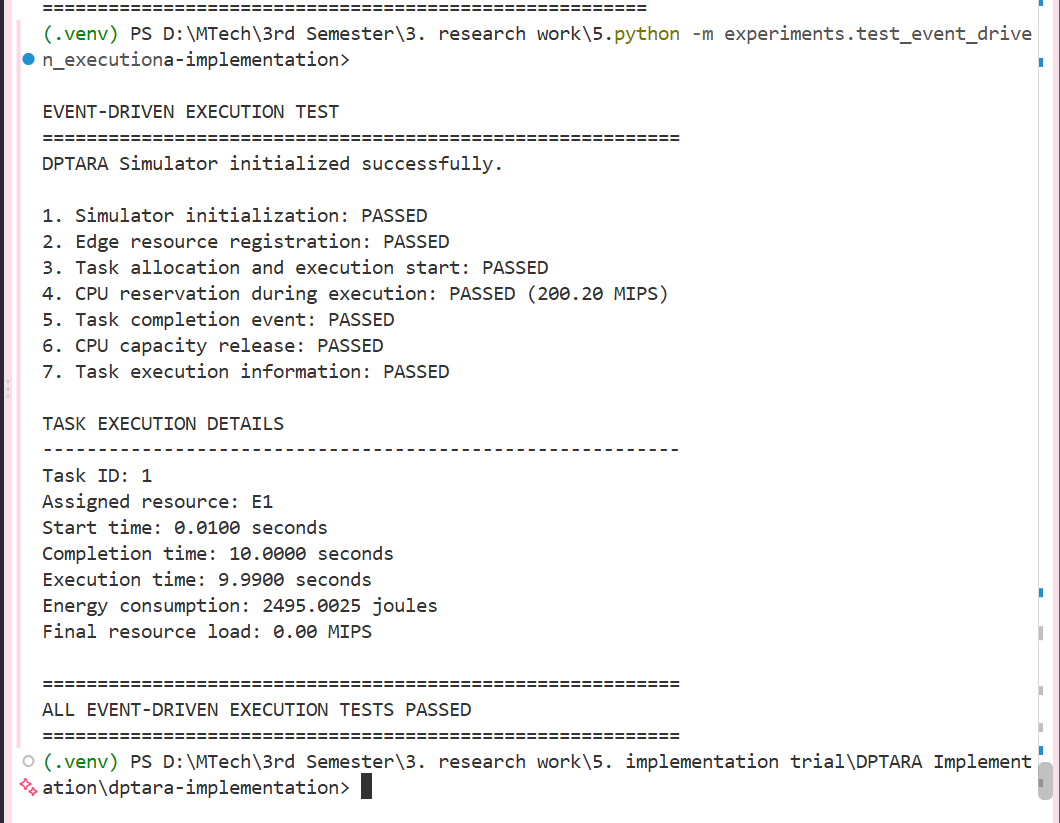 =======================================================
(.venv) PS D:\MTech\3rd Semester\3. research work\5.python -m experiments.test_event_drive
n_executiona-implementation>
EVENT-DRIVEN EXECUTION TEST
==========================================================
DPTARA Simulator initialized successfully.
1. Simulator initialization: PASSED
2. Edge resource registration: PASSED
3. Task allocation and execution start: PASSED
4. CPU reservation during execution: PASSED (200.20 MIPS)
5. Task completion event: PASSED
6. CPU capacity release: PASSED
7. Task execution information: PASSED
TASK EXECUTION DETAILS
----------------------------------------------------------
Task ID: 1
Assigned resource: E1
Start time: 0.0100 seconds
Completion time: 10.0000 seconds
Execution time: 9.9900 seconds
Energy consumption: 2495.0025 joules
Final resource load: 0.00 MIPS
==========================================================
ALL EVENT-DRIVEN EXECUTION TESTS PASSED
==========================================================
(.venv) PS D:\MTech\3rd Semester\3. research work\5. implementation trial\DPTARA Implement
ation\dptara-implementation>